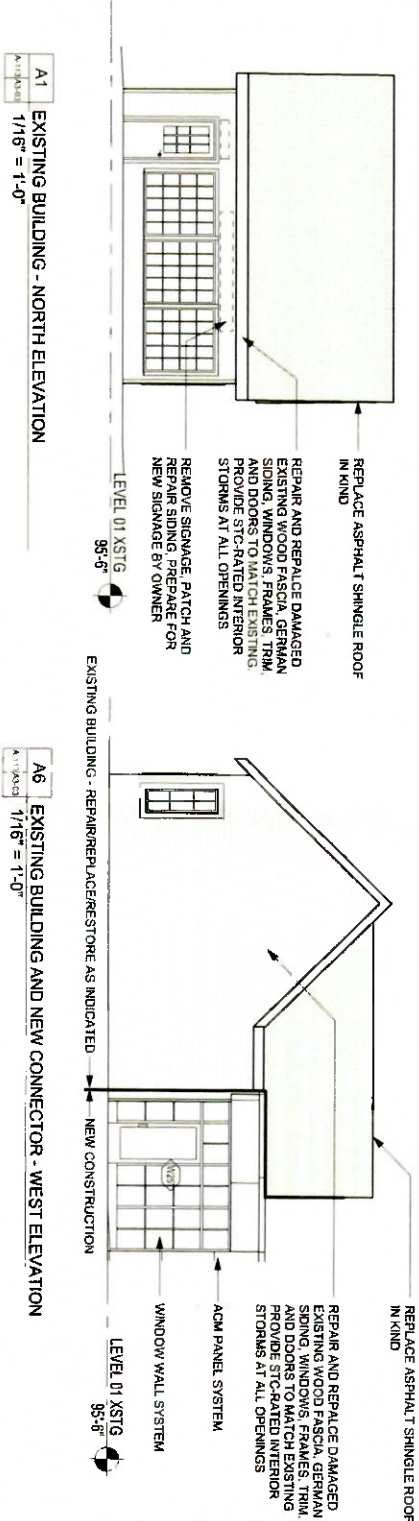 REPLACE ASPHALT SHINGLE ROOF
IN KIND
REPAIR AND REPALCE DAMAGED
EXISTING WOOD FASCIA, GERMAN
SIDING, WINDOWS, FRAMES, TRIM,
AND DOORS TO MATCH EXISTING.
PROVIDE STC-RATED INTERIOR
STORMS AT ALL OPENINGS
REMOVE SIGNAGE, PATCH AND
REPAIR SIDING. PREPARE FOR
NEW SIGNAGE BY OWNER
LEVEL 01 XSTG
95'-6"
A1
EXISTING BUILDING - NORTH ELEVATION
1/16" = 1'-0"
REPLACE ASPHALT SHINGLE ROOF
IN KIND
REPAIR AND REPALCE DAMAGED
EXISTING WOOD FASCIA, GERMAN
SIDING, WINDOWS, FRAMES, TRIM,
AND DOORS TO MATCH EXISTING
PROVIDE STC-RATED INTERIOR
STORMS AT ALL OPENINGS
ACM PANEL SYSTEM
WINDOW WALL SYSTEM
LEVEL 01 XSTG
95'-6"
EXISTING BUILDING - REPAIR/REPLACE/RESTORE AS INDICATED
NEW CONSTRUCTION
A6
EXISTING BUILDING AND NEW CONNECTOR - WEST ELEVATION
1/16" = 1'-0"